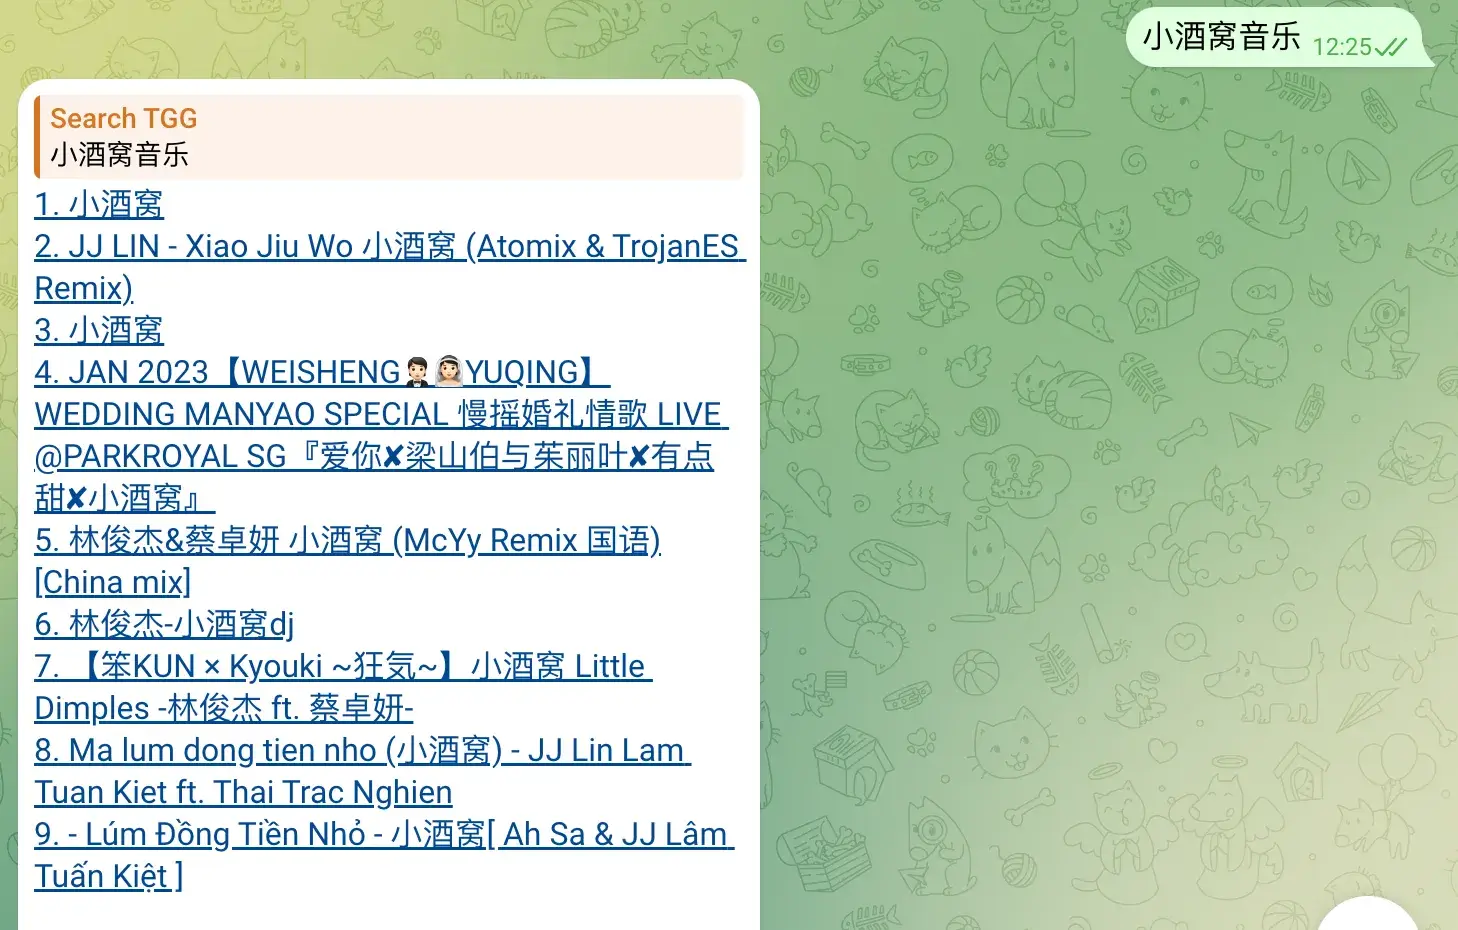 小酒窝音乐 12:25
Search TGG
小酒窝音乐
1. 小酒窝
2. JJ LIN - Xiao Jiu Wo 小酒窝 (Atomix & TrojanES
Remix)
3. 小酒窝
4. JAN 2023【WEISHENG🤵🏻👰🏻YUQING】
WEDDING MANYAO SPECIAL 慢摇婚礼情歌 LIVE
@PARKROYAL SG『爱你✘梁山伯与茱丽叶✘有点
甜✘小酒窝』
5. 林俊杰&蔡卓妍 小酒窝 (McYy Remix 国语)
[China mix]
6. 林俊杰-小酒窝dj
7. 【笨KUN × Kyouki ~狂気~】小酒窝 Little
Dimples -林俊杰 ft. 蔡卓妍-
8. Ma lum dong tien nho (小酒窝) - JJ Lin Lam
Tuan Kiet ft. Thai Trac Nghien
9. - Lúm Đồng Tiền Nhỏ - 小酒窝[ Ah Sa & JJ Lâm
Tuấn Kiệt ]